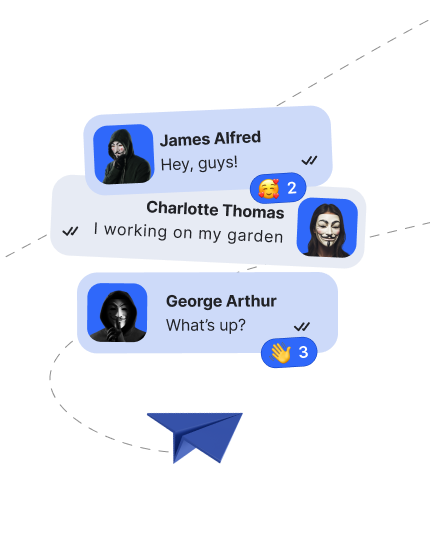 James Alfred
Hey, guys!
🥰 2
Charlotte Thomas
I working on my garden
George Arthur
What's up?
👋 3